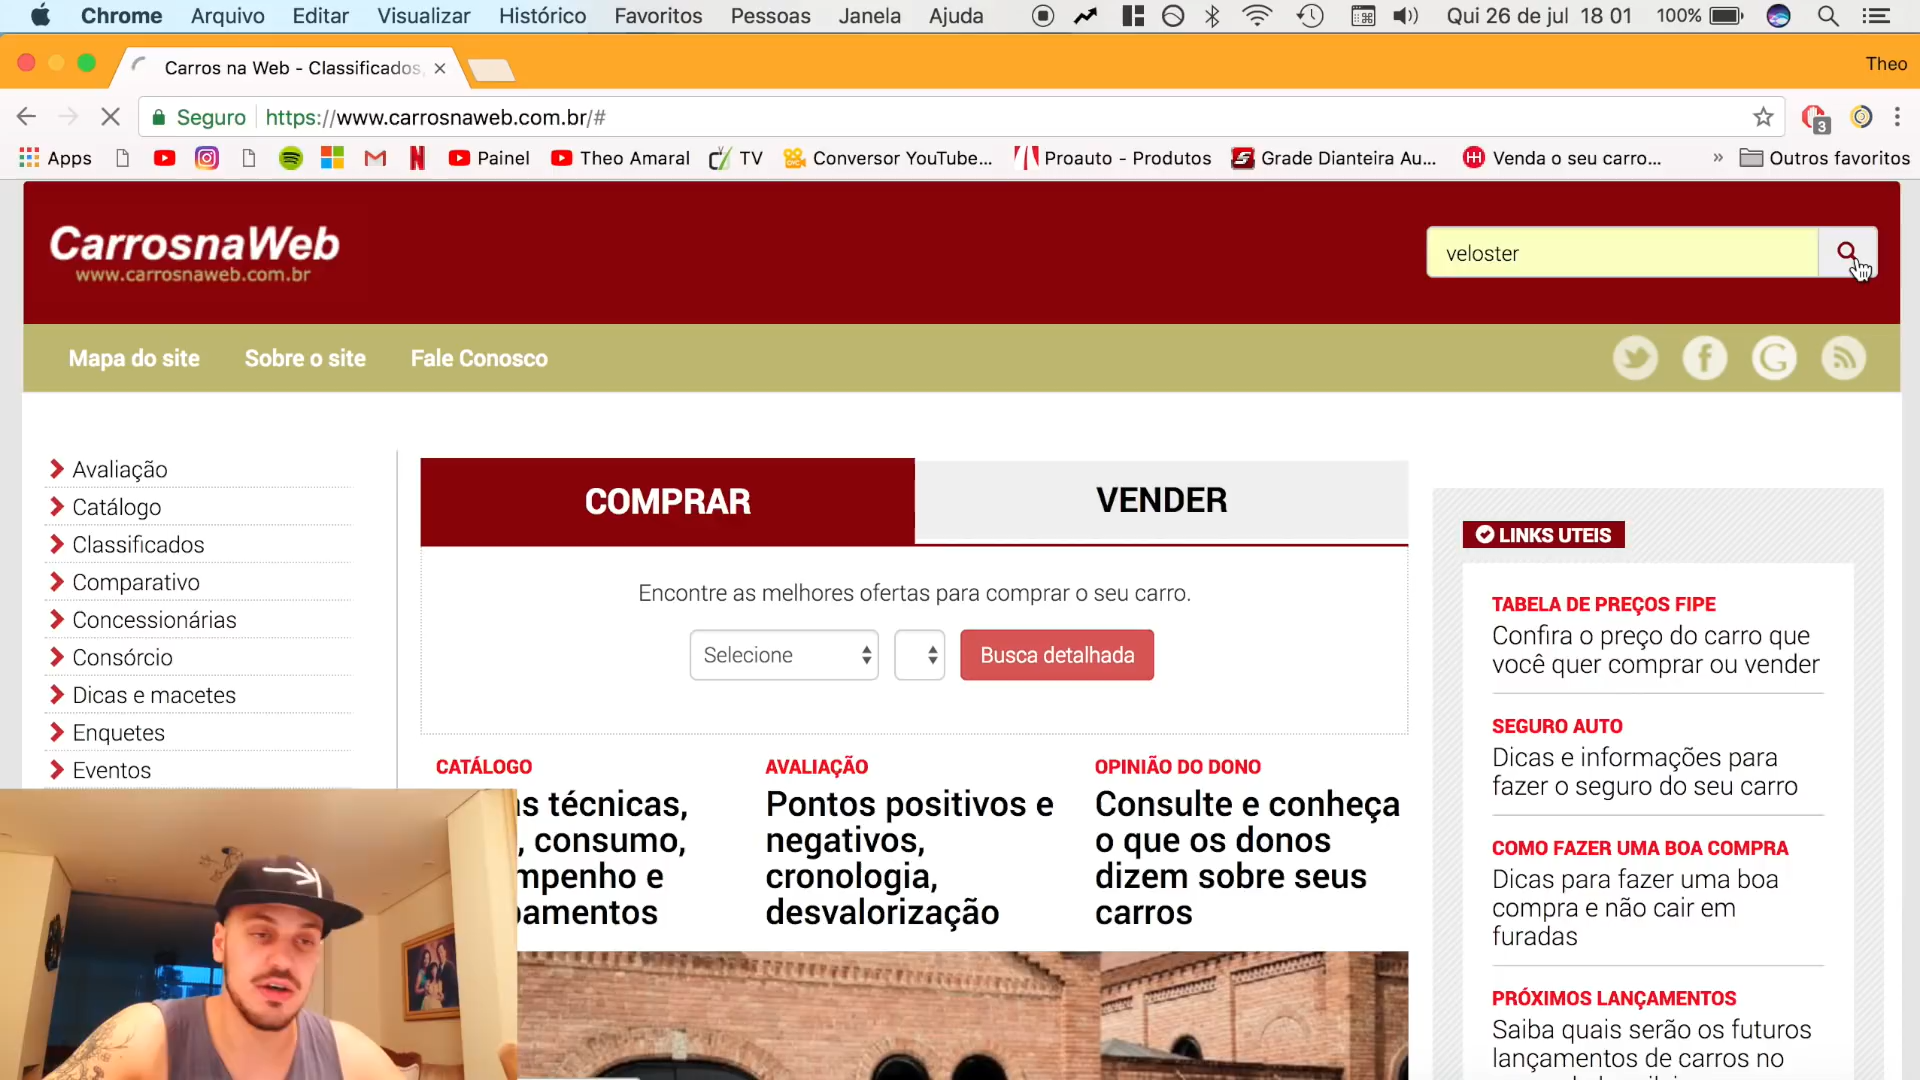 Chrome Arquivo Editar Visualizar Histórico Favoritos Pessoas Janela Ajuda Qui 26 de jul 18 01 100%
Carros na Web - Classificados, Theo
Seguro https://www.carrosnaweb.com.br/# 3
Apps Painel Theo Amaral TV Conversor YouTube... Proauto - Produtos Grade Dianteira Au... Venda o seu carro... » Outros favoritos
CarrosnaWeb
www.carrosnaweb.com.br
veloster
Mapa do site Sobre o site Fale Conosco
Avaliação
Catálogo
Classificados
Comparativo
Concessionárias
Consórcio
Dicas e macetes
Enquetes
Eventos
COMPRAR VENDER
Encontre as melhores ofertas para comprar o seu carro.
Selecione Busca detalhada
CATÁLOGO
s técnicas,
, consumo,
mpenho e
pamentos
AVALIAÇÃO
Pontos positivos e
negativos,
cronologia,
desvalorização
OPINIÃO DO DONO
Consulte e conheça
o que os donos
dizem sobre seus
carros
LINKS UTEIS
TABELA DE PREÇOS FIPE
Confira o preço do carro que
você quer comprar ou vender
SEGURO AUTO
Dicas e informações para
fazer o seguro do seu carro
COMO FAZER UMA BOA COMPRA
Dicas para fazer uma boa
compra e não cair em
furadas
PRÓXIMOS LANÇAMENTOS
Saiba quais serão os futuros
lançamentos de carros no